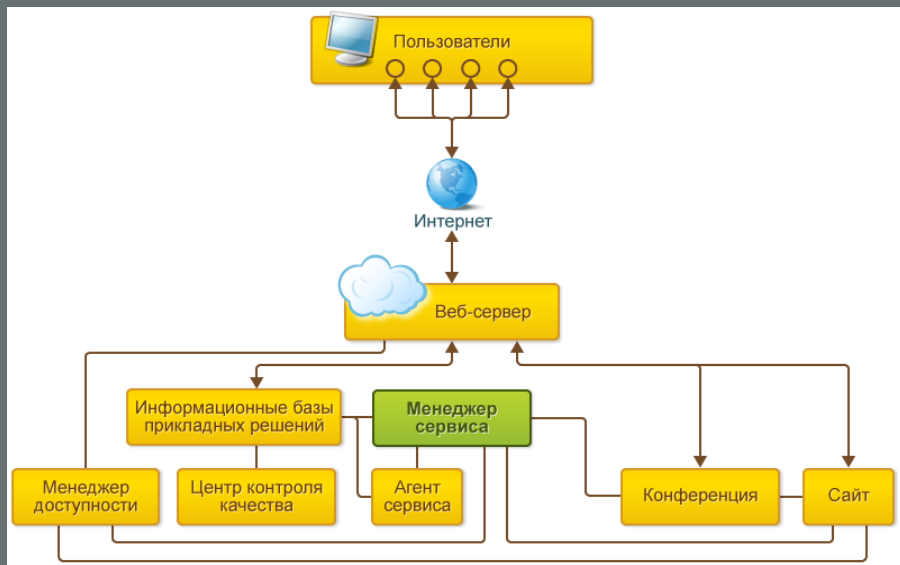 Пользователи
Интернет
Веб-сервер
Информационные базы
прикладных решений
Менеджер
сервиса
Менеджер
доступности
Центр контроля
качества
Агент
сервиса
Конференция
Сайт